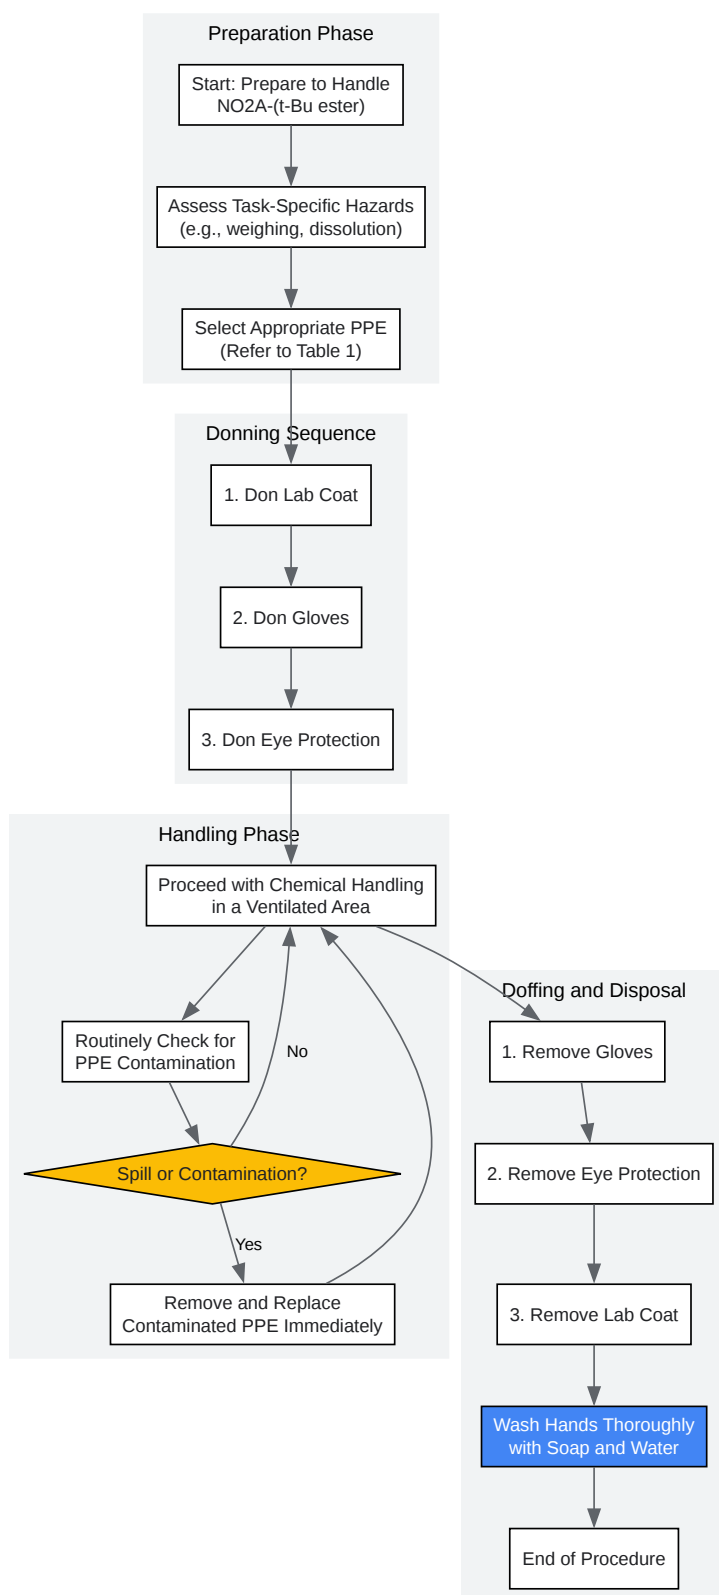 Preparation Phase
Start: Prepare to Handle
NO2A-(t-Bu ester)
Assess Task-Specific Hazards
(e.g., weighing, dissolution)
Select Appropriate PPE
(Refer to Table 1)
Donning Sequence
1. Don Lab Coat
2. Don Gloves
3. Don Eye Protection
Handling Phase
Proceed with Chemical Handling
in a Ventilated Area
Routinely Check for
PPE Contamination
No
Spill or Contamination?
Yes
Remove and Replace
Contaminated PPE Immediately
Doffing and Disposal
1. Remove Gloves
2. Remove Eye Protection
3. Remove Lab Coat
Wash Hands Thoroughly
with Soap and Water
End of Procedure